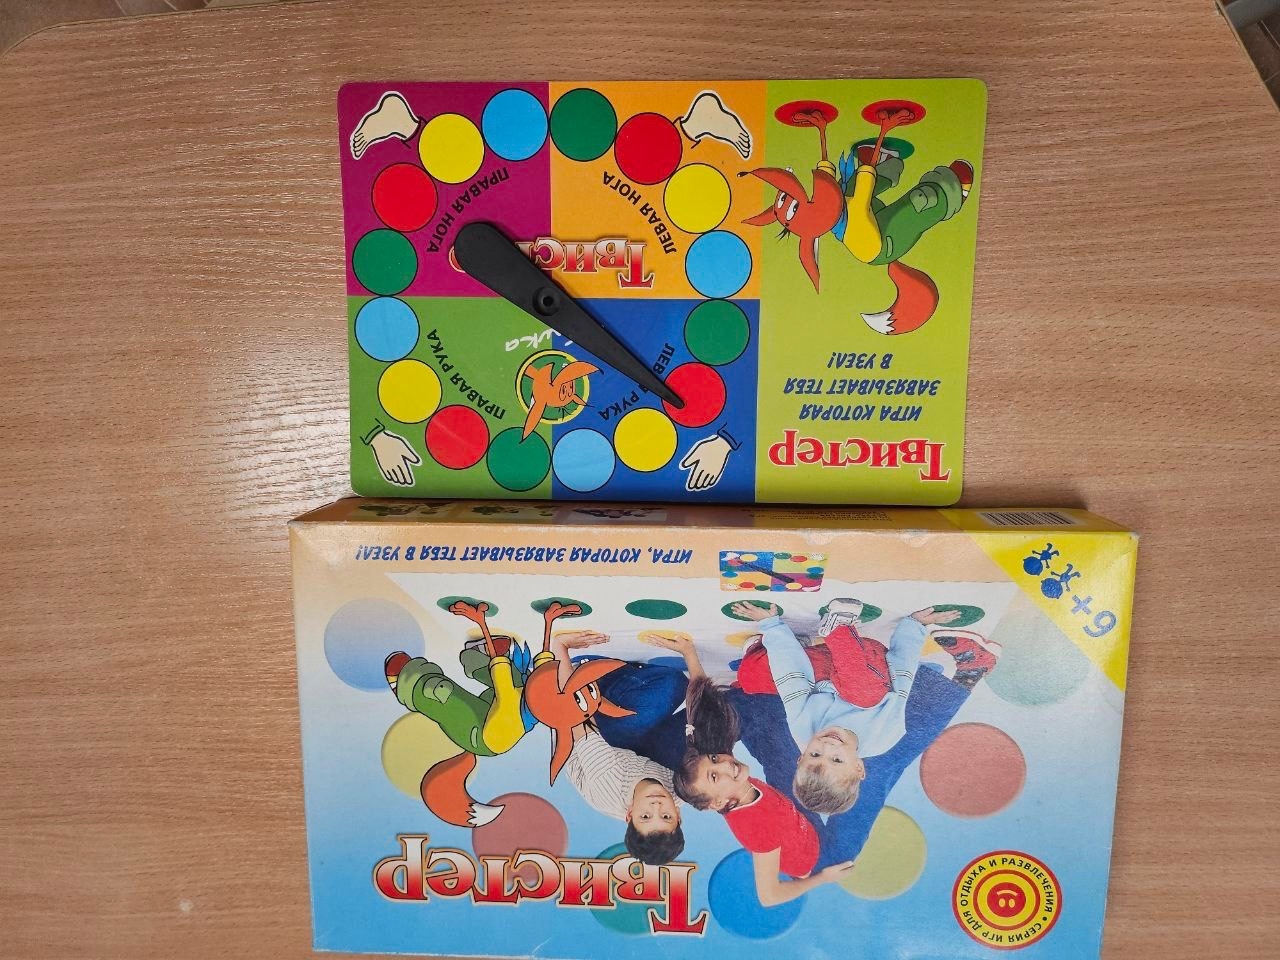 Твистер
ИГРА КОТОРАЯ
ЗАВЯЗЫВАЕТ ТЕБЯ
В УЗЕЛ!
ЛЕВАЯ РУКА
ПРАВАЯ РУКА
Твистер
ЛЕВАЯ НОГА
ПРАВАЯ НОГА
Твистер
СЕРИЯ ИГР ДЛЯ ОТДЫХА И РАЗВЛЕЧЕНИЯ •
6+
ИГРА, КОТОРАЯ ЗАВЯЗЫВАЕТ ТЕБЯ В УЗЕЛ!